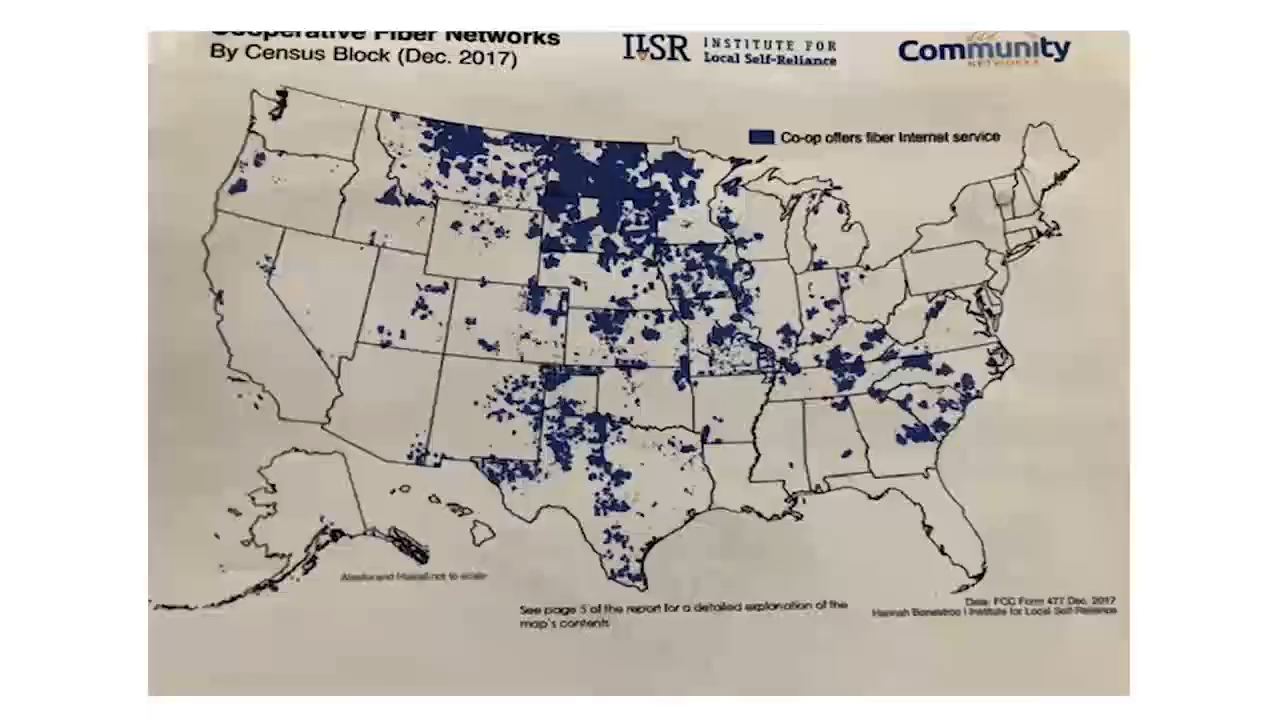 Cooperative Fiber Networks
By Census Block (Dec. 2017)
ILSR
INSTITUTE FOR
Local Self-Reliance
Community
NETWORKS
Co-op offers fiber Internet service
Alaska and Hawaii not to scale
See page 5 of the report for a detailed explanation of the
map's contents
Data: FCC Form 477 Dec. 2017
Hannah Bonestroo | Institute for Local Self-Reliance